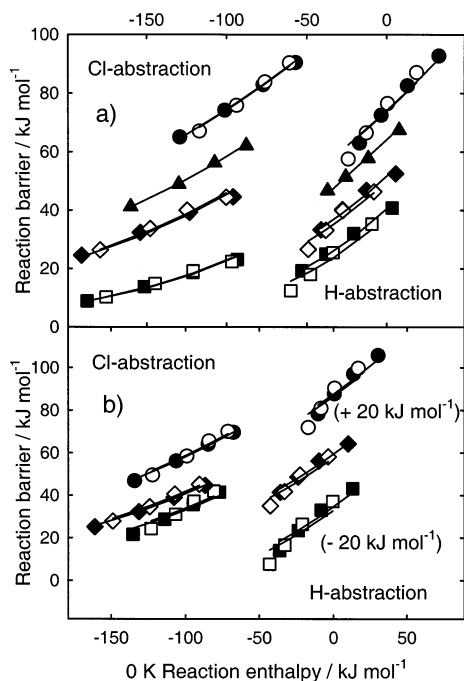 -100 -50 0 50
100
80
60
40
20
0
Reaction barrier / kJ mol⁻¹
Cl-abstraction
a)
H-abstraction
100
80
60
40
20
0
Reaction barrier / kJ mol⁻¹
Cl-abstraction
b)
(+ 20 kJ mol⁻¹)
(- 20 kJ mol⁻¹)
H-abstraction
-150 -100 -50 0 50
0 K Reaction enthalpy / kJ mol⁻¹